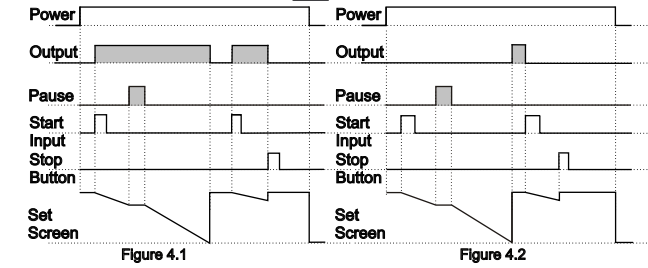 Power
Output
Pause
Start
Input
Stop
Button
Set
Screen
Figure 4.1
Power
Output
Pause
Start
Input
Stop
Button
Set
Screen
Figure 4.2